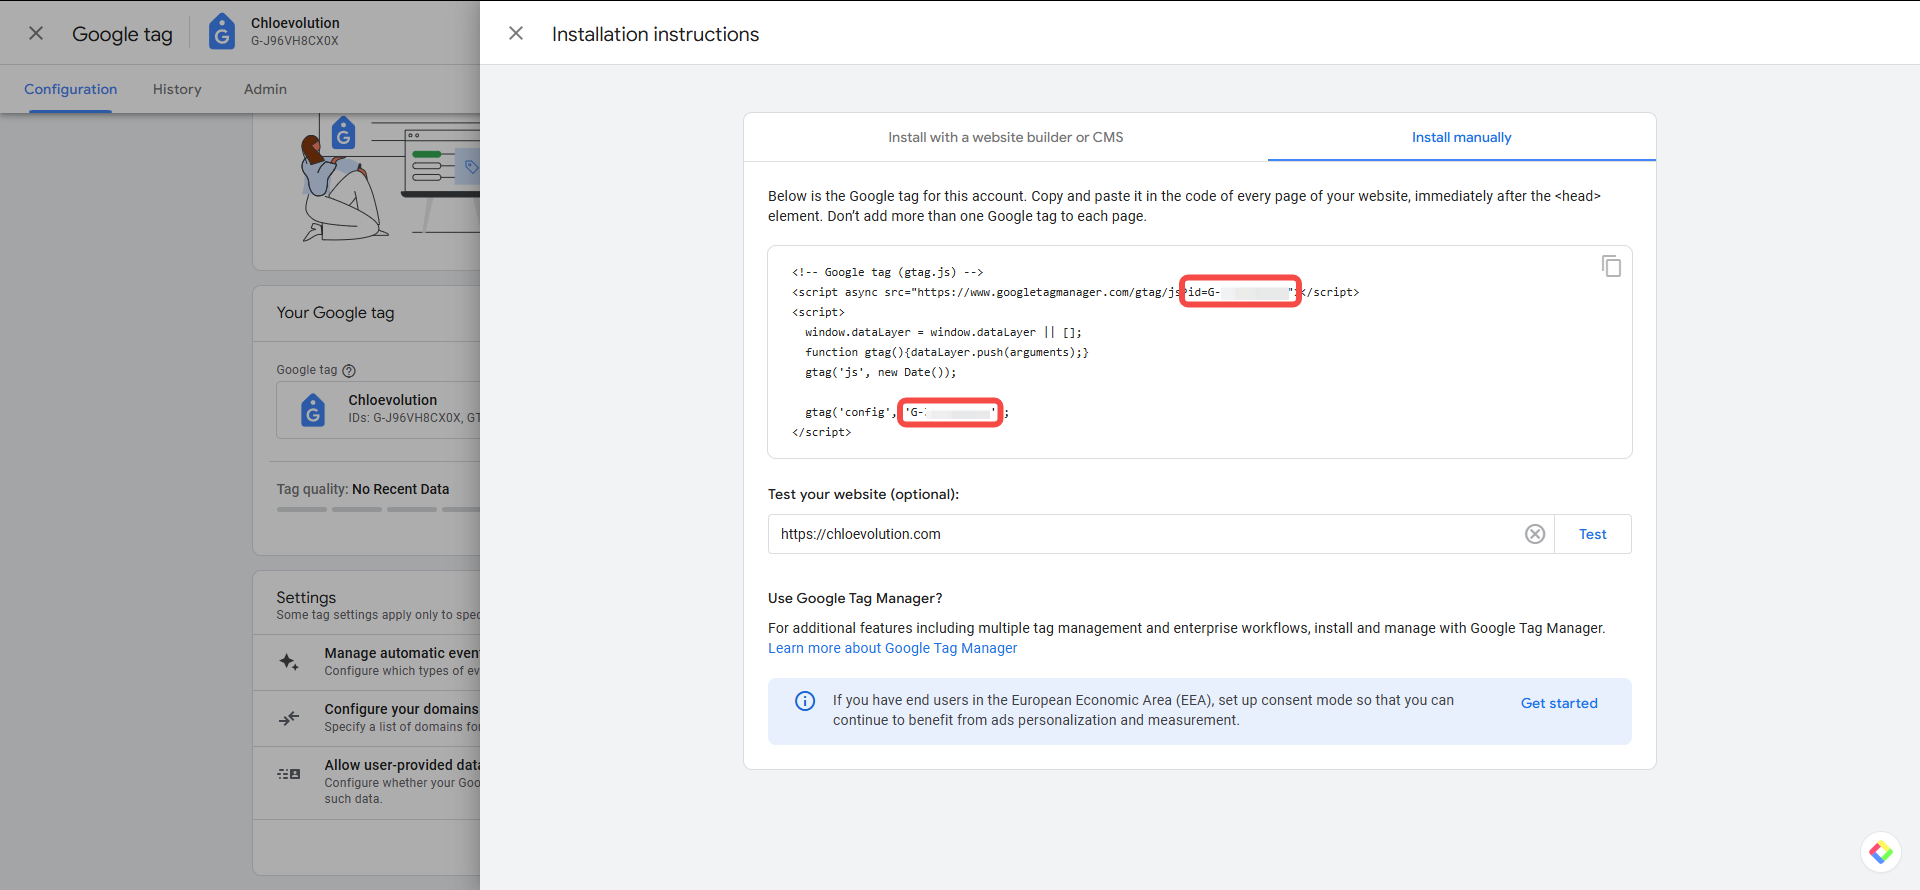 Google tag
Chloevolution
G-J96VH8CX0X
Configuration
History
Admin
Your Google tag
Google tag
Chloevolution
IDs: G-J96VH8CX0X, GT
Tag quality: No Recent Data
Settings
Some tag settings apply only to spec
Manage automatic even
Configure which types of ev
Configure your domains
Specify a list of domains for
Allow user-provided data
Configure whether your Goo
such data.
Installation instructions
Install with a website builder or CMS
Install manually
Below is the Google tag for this account. Copy and paste it in the code of every page of your website, immediately after the <head>
element. Don’t add more than one Google tag to each page.
<!-- Google tag (gtag.js) -->
<script async src="https://www.googletagmanager.com/gtag/js?id=G- "></script>
<script>
window.dataLayer = window.dataLayer || [];
function gtag(){dataLayer.push(arguments);}
gtag('js', new Date());
gtag('config', 'G- ');
</script>
Test your website (optional):
https://chloevolution.com
Test
Use Google Tag Manager?
For additional features including multiple tag management and enterprise workflows, install and manage with Google Tag Manager.
Learn more about Google Tag Manager
If you have end users in the European Economic Area (EEA), set up consent mode so that you can
continue to benefit from ads personalization and measurement.
Get started